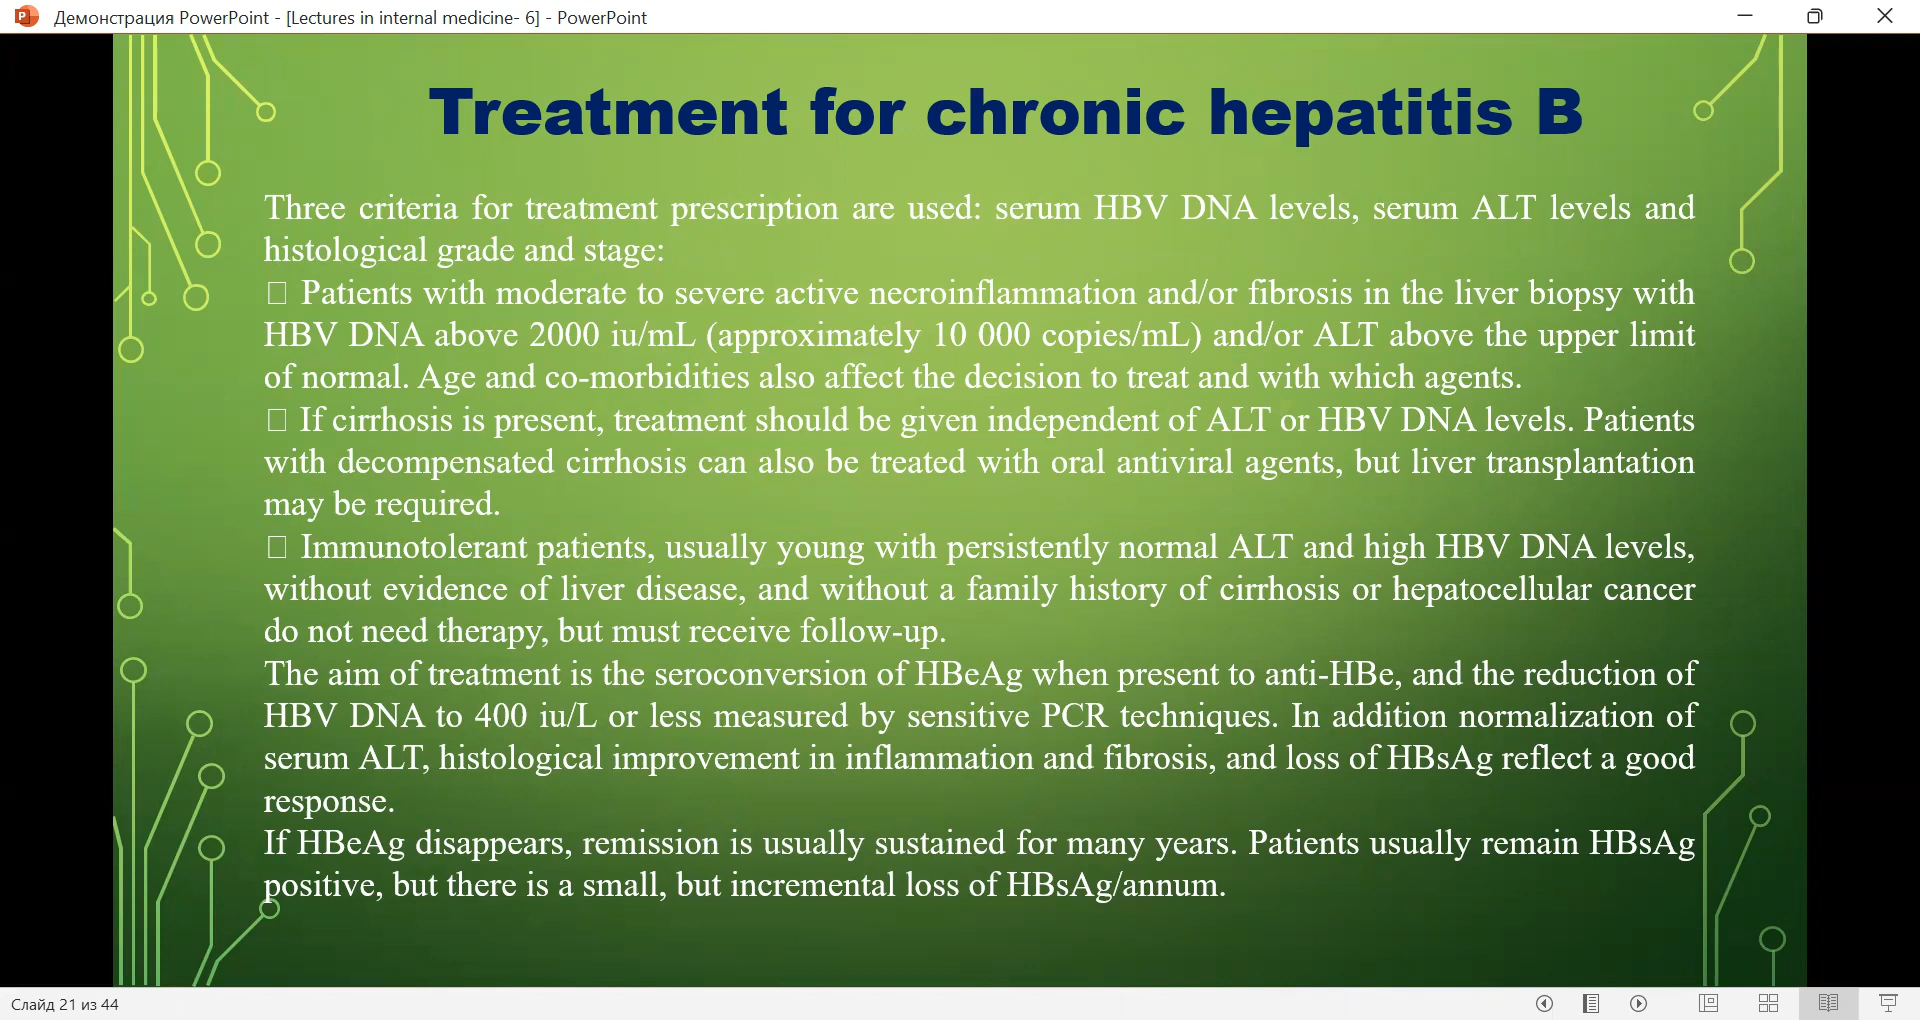 Демонстрация PowerPoint - [Lectures in internal medicine- 6] - PowerPoint
Treatment for chronic hepatitis B
Three criteria for treatment prescription are used: serum HBV DNA levels, serum ALT levels and
histological grade and stage:
□ Patients with moderate to severe active necroinflammation and/or fibrosis in the liver biopsy with
HBV DNA above 2000 iu/mL (approximately 10 000 copies/mL) and/or ALT above the upper limit
of normal. Age and co-morbidities also affect the decision to treat and with which agents.
□ If cirrhosis is present, treatment should be given independent of ALT or HBV DNA levels. Patients
with decompensated cirrhosis can also be treated with oral antiviral agents, but liver transplantation
may be required.
□ Immunotolerant patients, usually young with persistently normal ALT and high HBV DNA levels,
without evidence of liver disease, and without a family history of cirrhosis or hepatocellular cancer
do not need therapy, but must receive follow-up.
The aim of treatment is the seroconversion of HBeAg when present to anti-HBe, and the reduction of
HBV DNA to 400 iu/L or less measured by sensitive PCR techniques. In addition normalization of
serum ALT, histological improvement in inflammation and fibrosis, and loss of HBsAg reflect a good
response.
If HBeAg disappears, remission is usually sustained for many years. Patients usually remain HBsAg
positive, but there is a small, but incremental loss of HBsAg/annum.
Слайд 21 из 44